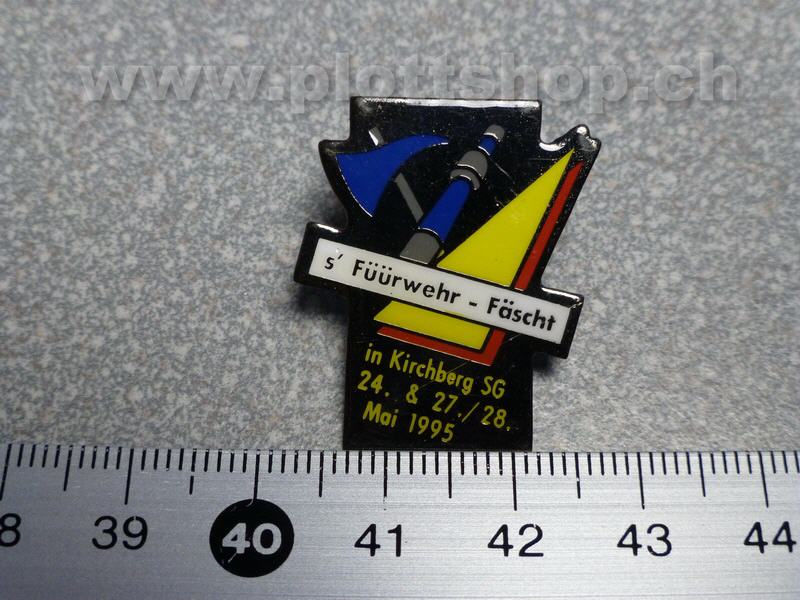 www.plottshop.ch
s' Füürwehr - Fäscht
in Kirchberg SG
24. & 27./28.
Mai 1995
38 39 40 41 42 43 44